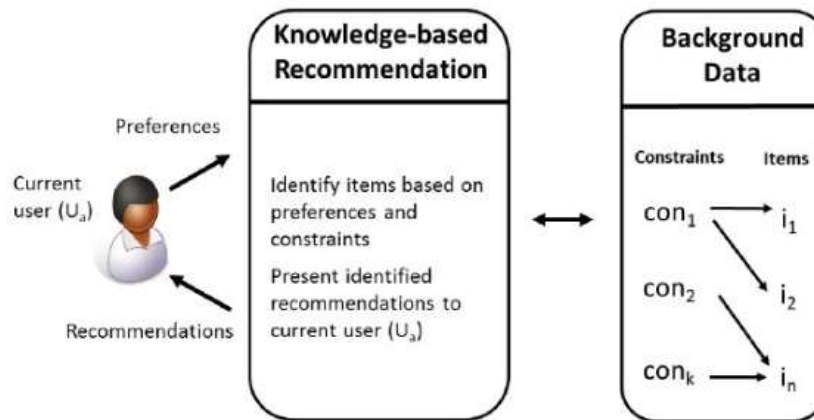 Knowledge-based
Recommendation
Background
Data
Preferences
Current
user (Uₐ)
Recommendations
Identify items based on
preferences and
constraints
Present identified
recommendations to
current user (Uₐ)
Constraints Items
con₁ i₁
con₂ i₂
conₖ iₙ